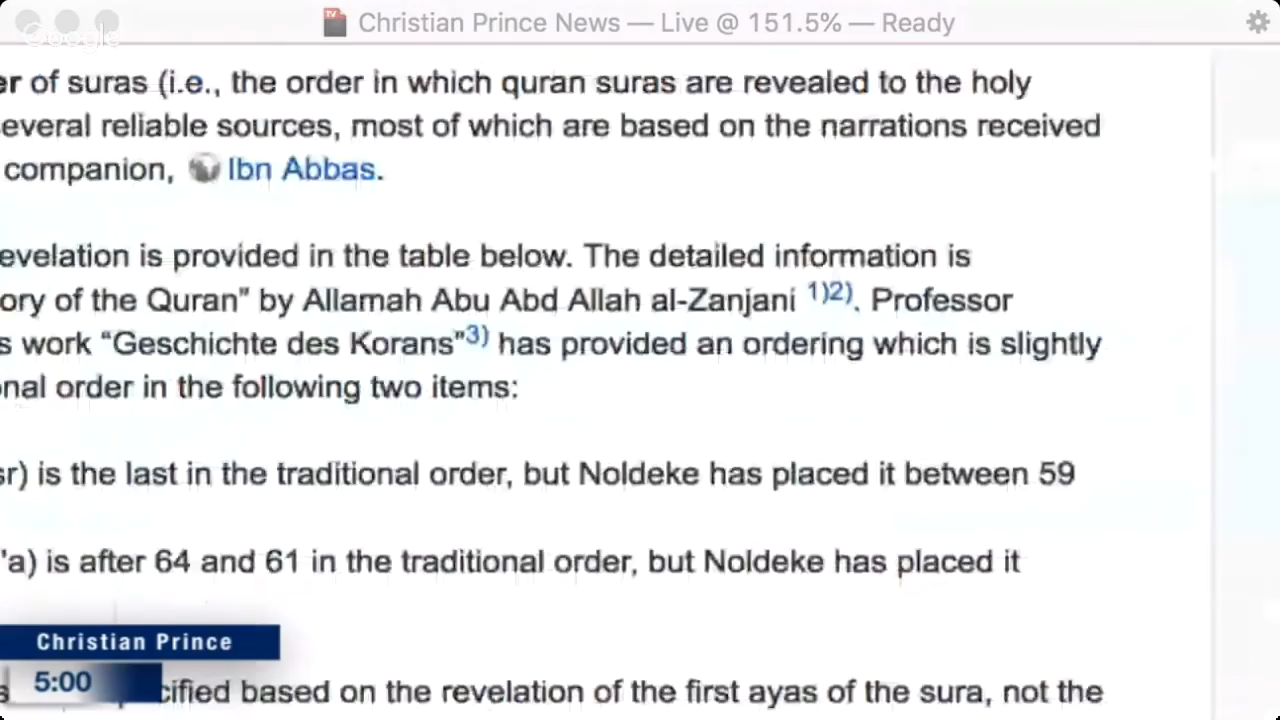 Christian Prince News — Live @ 151.5% — Ready
Google
er of suras (i.e., the order in which quran suras are revealed to the holy
everal reliable sources, most of which are based on the narrations received
companion, Ibn Abbas.
evelation is provided in the table below. The detailed information is
ory of the Quran" by Allamah Abu Abd Allah al-Zanjani 1)2). Professor
s work “Geschichte des Korans”3) has provided an ordering which is slightly
onal order in the following two items:
sr) is the last in the traditional order, but Noldeke has placed it between 59
'a) is after 64 and 61 in the traditional order, but Noldeke has placed it
Christian Prince
5:00
cified based on the revelation of the first ayas of the sura, not the